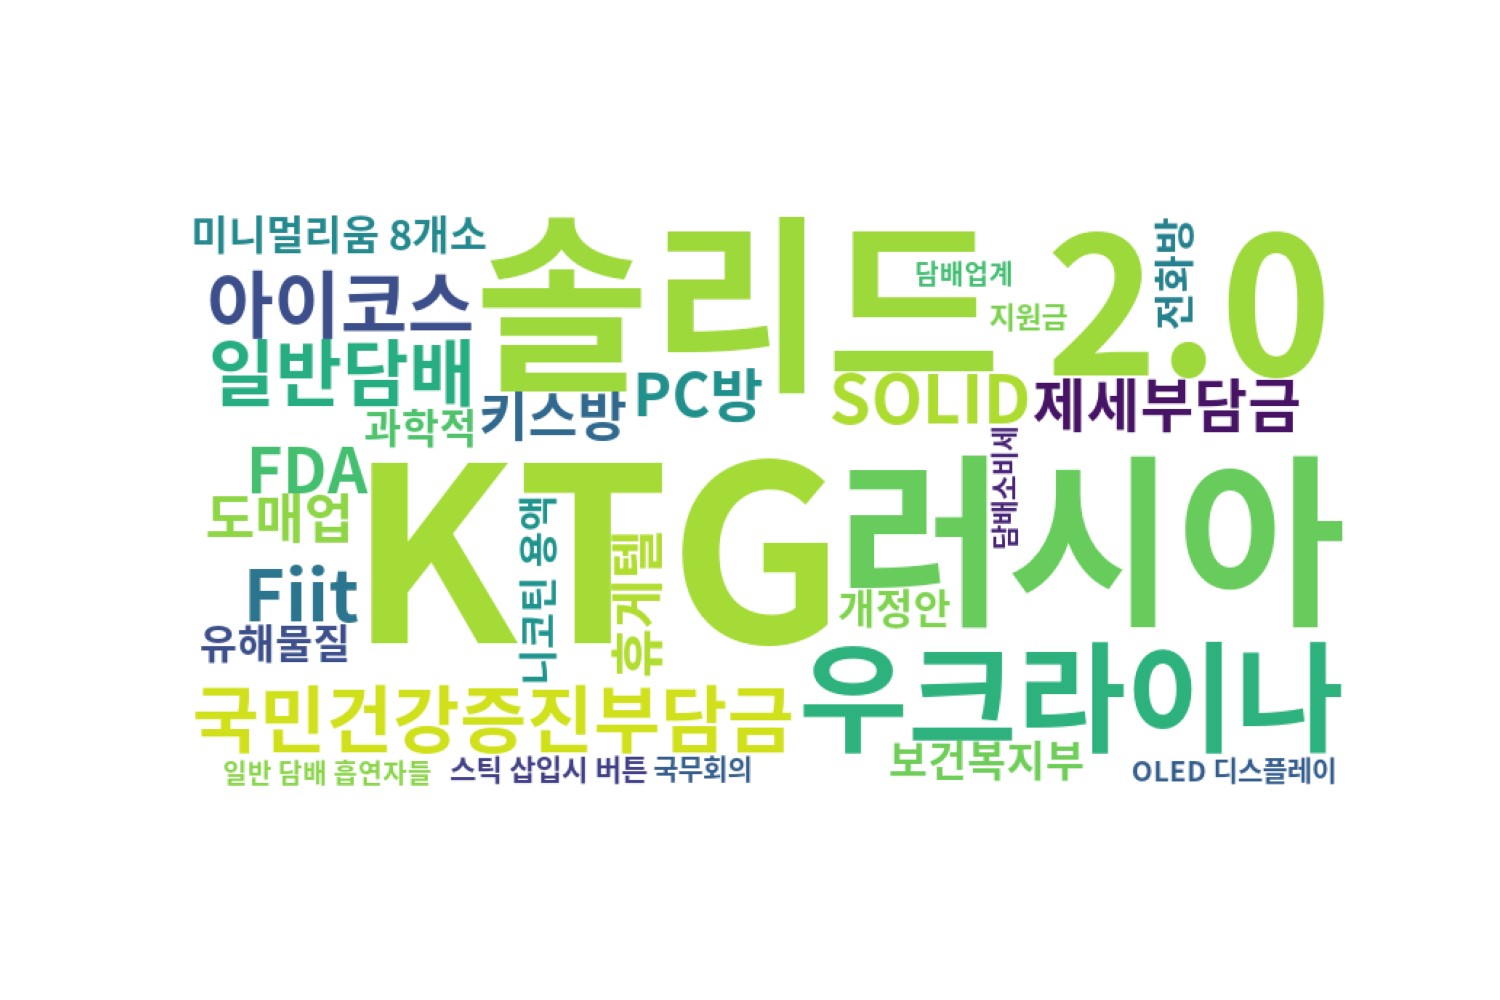 미니멀리움 8개소
솔리드 2.0
전화방
아이코스
담배업계
지원금
일반담배
키스방
PC방
SOLID
제세부담금
과학적
FDA
KTG
러시아
담배소비세
도매업
니코틴 용액
휴게텔
Fiit
개정안
유해물질
국민건강증진부담금
우크라이나
보건복지부
일반 담배 흡연자들
스틱 삽입시 버튼
국무회의
OLED 디스플레이